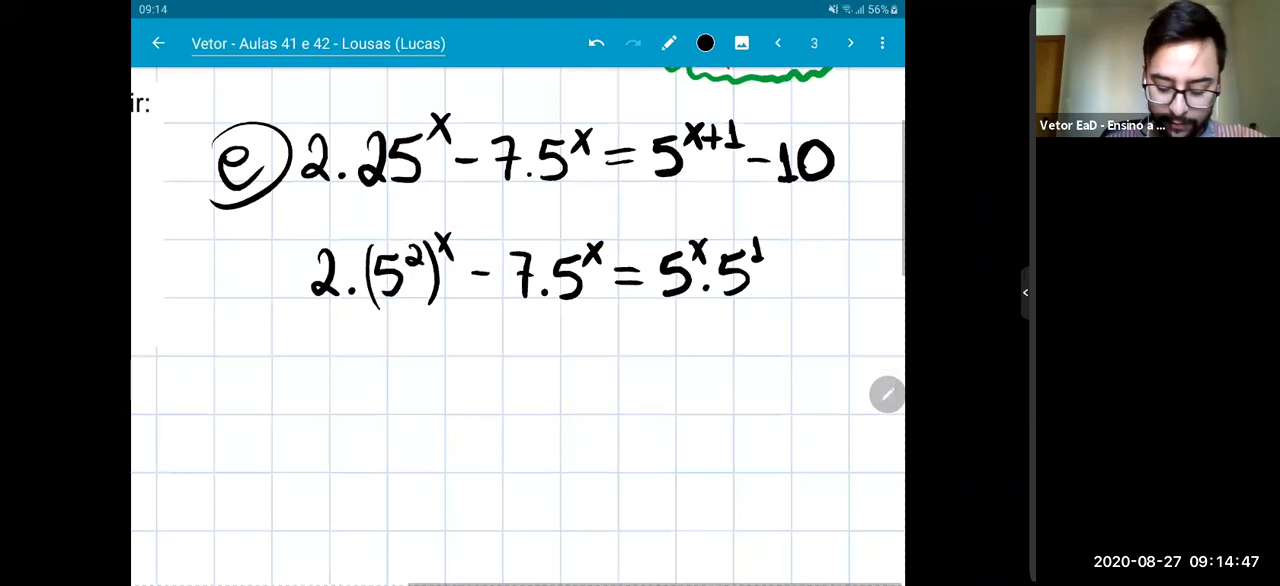 09:14
56%
Vetor - Aulas 41 e 42 - Lousas (Lucas)
3
ir:
e) 2.25^x - 7.5^x = 5^{x+1} - 10
2.(5^2)^x - 7.5^x = 5^x.5^1
Vetor EaD - Ensino a ...
2020-08-27 09:14:47